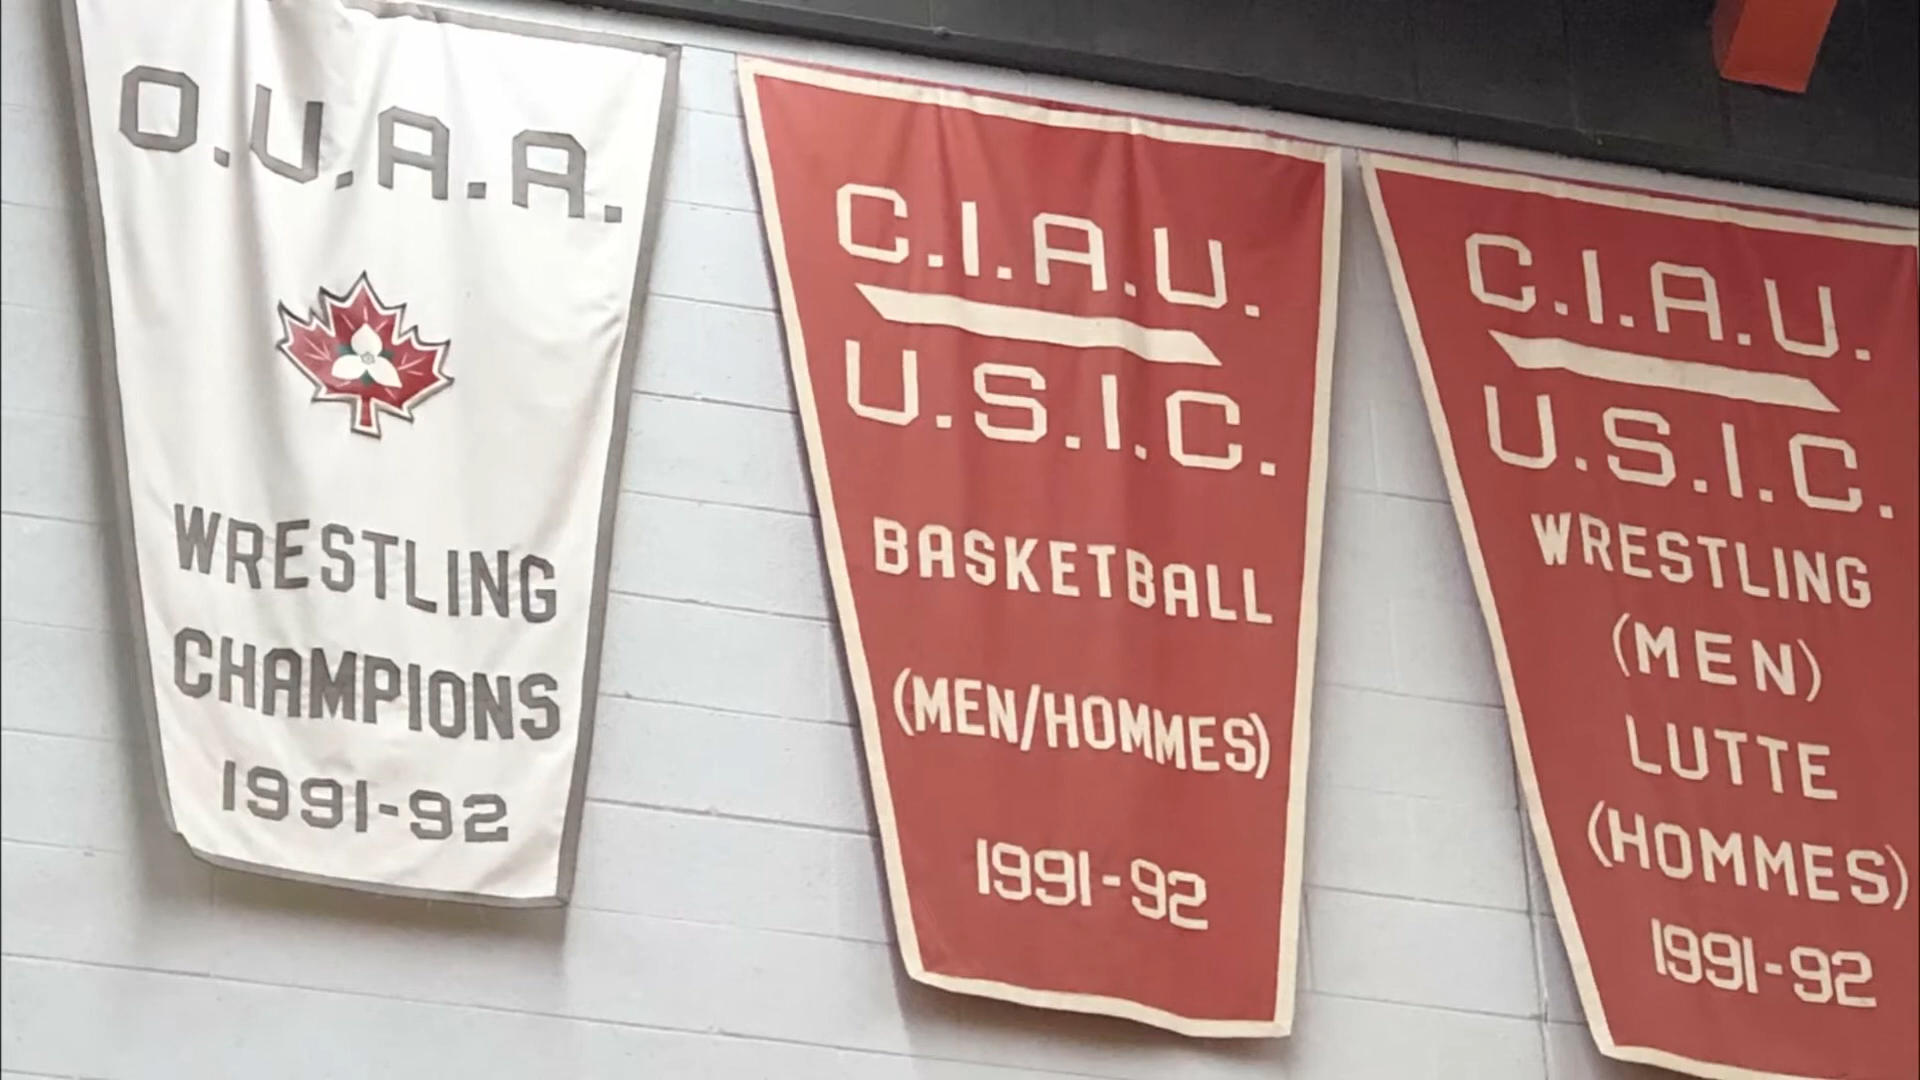 O.U.A.A.
WRESTLING
CHAMPIONS
1991-92
C.I.A.U.
U.S.I.C.
BASKETBALL
(MEN/HOMMES)
1991-92
C.I.A.U.
U.S.I.C.
WRESTLING
(MEN)
LUTTE
(HOMMES)
1991-92